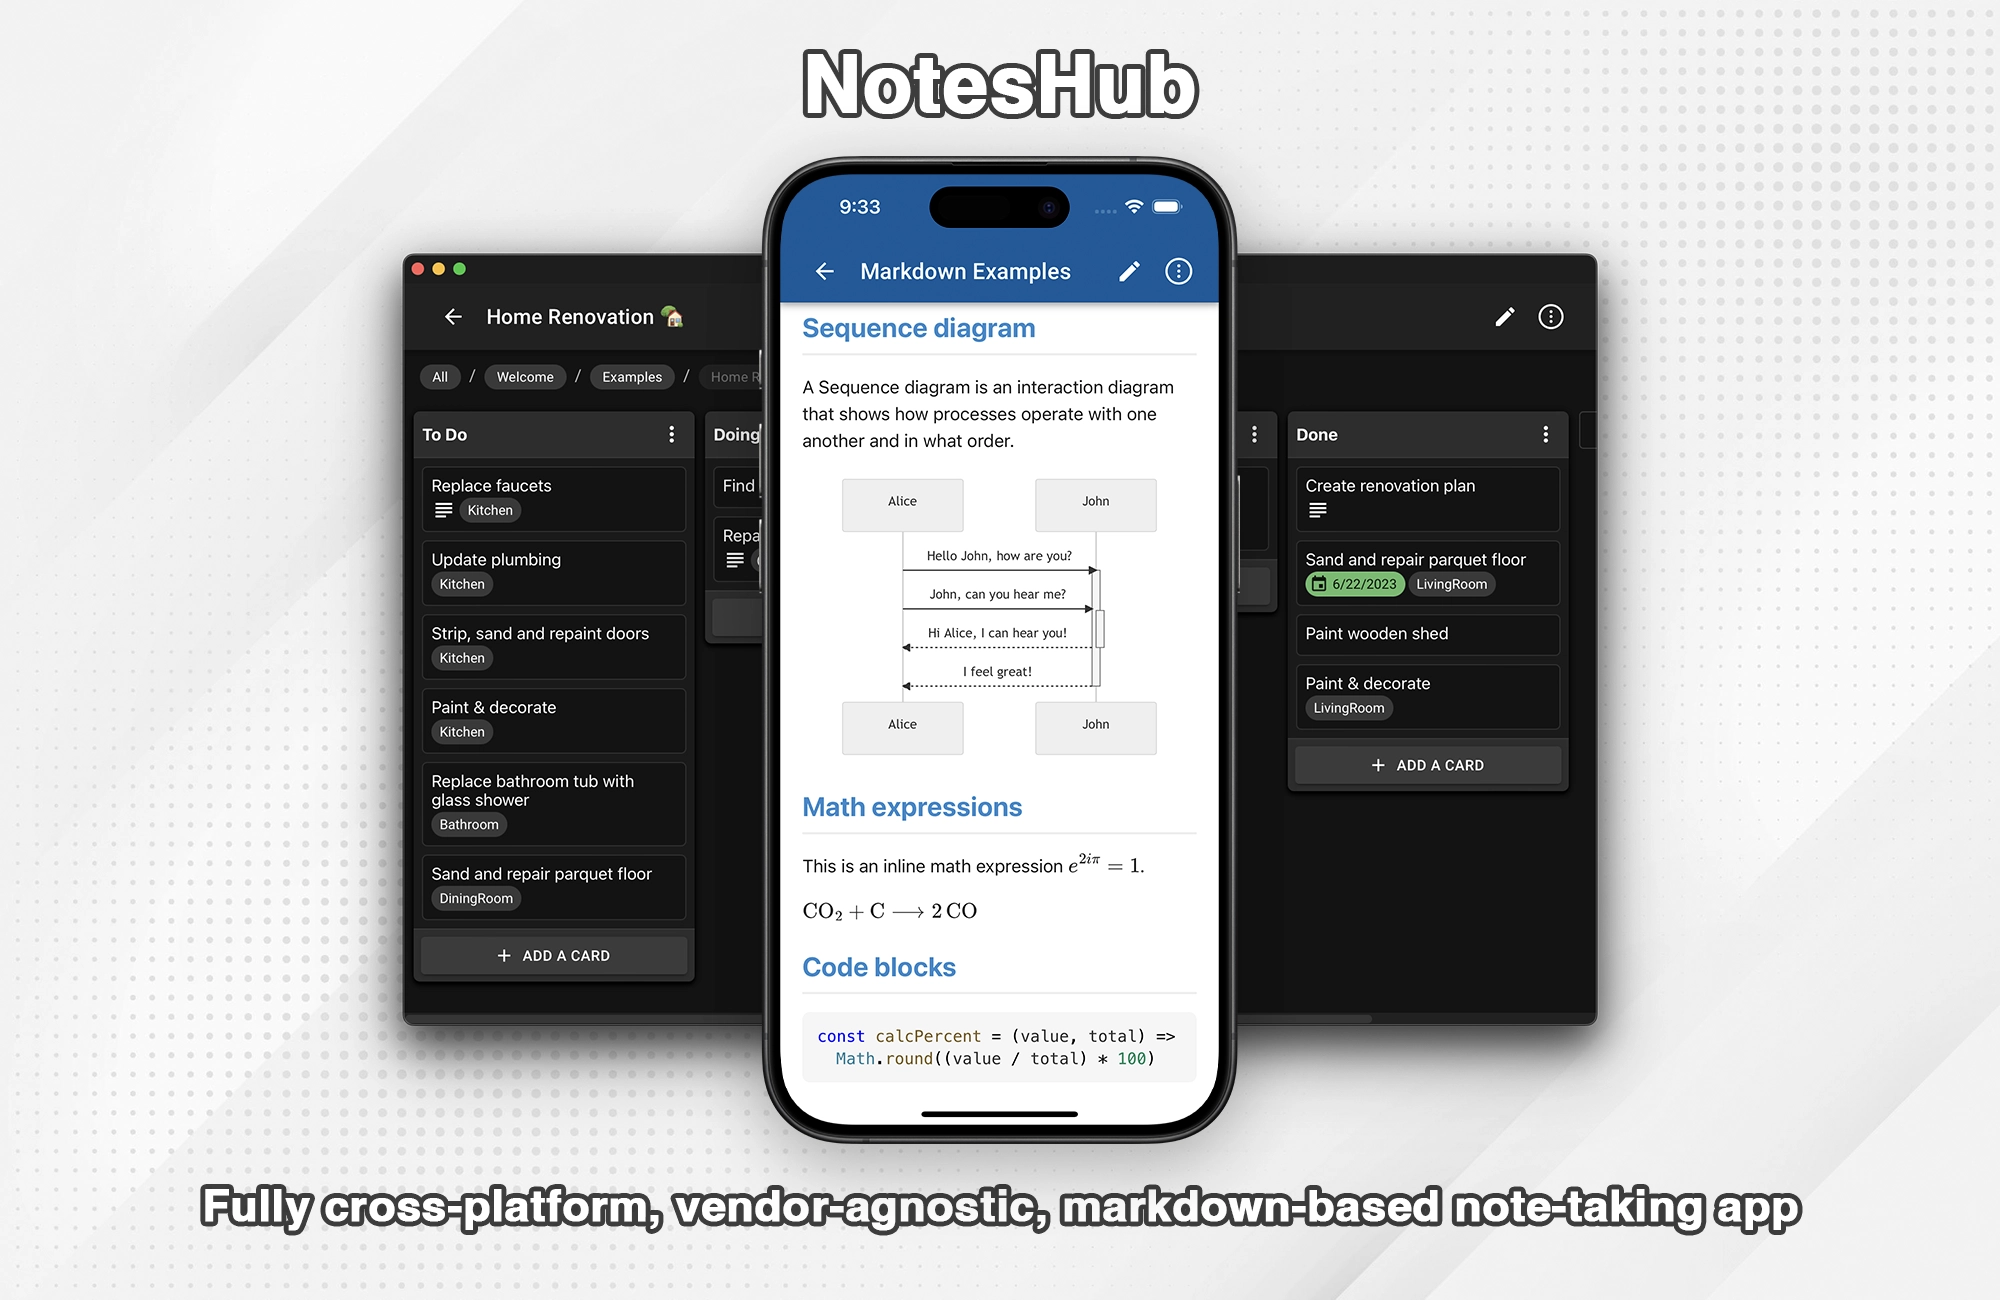 NotesHub
Home Renovation
All / Welcome / Examples / Home R
To Do
Replace faucets
Kitchen
Update plumbing
Kitchen
Strip, sand and repaint doors
Kitchen
Paint & decorate
Kitchen
Replace bathroom tub with
glass shower
Bathroom
Sand and repair parquet floor
DiningRoom
+ ADD A CARD
Doing
Find
Repa
9:33
Markdown Examples
Sequence diagram
A Sequence diagram is an interaction diagram
that shows how processes operate with one
another and in what order.
Alice John
Hello John, how are you?
John, can you hear me?
Hi Alice, I can hear you!
I feel great!
Alice John
Math expressions
This is an inline math expression e^{2iπ} = 1.
CO₂ + C ⟶ 2 CO
Code blocks
const calcPercent = (value, total) =>
Math.round((value / total) * 100)
Done
Create renovation plan
Sand and repair parquet floor
6/22/2023 LivingRoom
Paint wooden shed
Paint & decorate
LivingRoom
+ ADD A CARD
Fully cross-platform, vendor-agnostic, markdown-based note-taking app